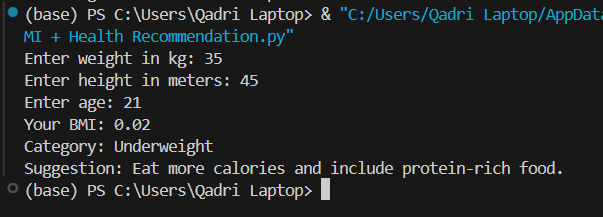 (base) PS C:\Users\Qadri Laptop> & "C:/Users/Qadri Laptop/AppData
MI + Health Recommendation.py"
Enter weight in kg: 35
Enter height in meters: 45
Enter age: 21
Your BMI: 0.02
Category: Underweight
Suggestion: Eat more calories and include protein-rich food.
(base) PS C:\Users\Qadri Laptop>